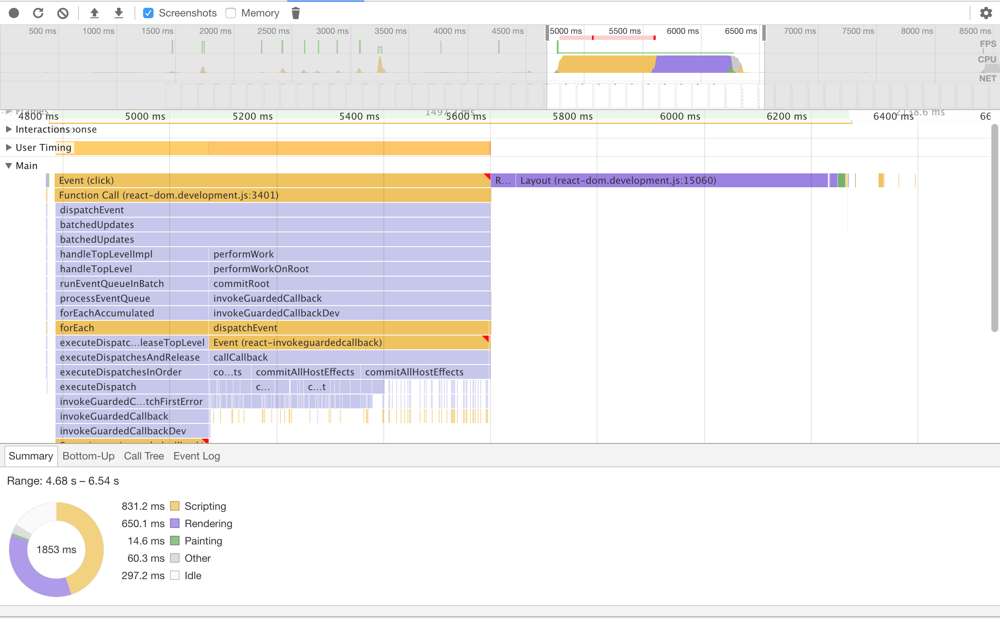 Screenshots Memory
500 ms 1000 ms 1500 ms 2000 ms 2500 ms 3000 ms 3500 ms 4000 ms 4500 ms 5000 ms 5500 ms 6000 ms 6500 ms 7000 ms 7500 ms 8000 ms 8500 ms
FPS
CPU
NET
Frames 1497.2 ms 2138.6 ms
4800 ms 5000 ms 5200 ms 5400 ms 5600 ms 5800 ms 6000 ms 6200 ms 6400 ms 66
Interactions Response
User Timing
Main
Event (click) R... Layout (react-dom.development.js:15060)
Function Call (react-dom.development.js:3401)
dispatchEvent
batchedUpdates
batchedUpdates
handleTopLevelImpl performWork
handleTopLevel performWorkOnRoot
runEventQueueInBatch commitRoot
processEventQueue invokeGuardedCallback
forEachAccumulated invokeGuardedCallbackDev
forEach dispatchEvent
executeDispatc...leaseTopLevel Event (react-invokeguardedcallback)
executeDispatchesAndRelease callCallback
executeDispatchesInOrder co...ts commitAllHostEffects commitAllHostEffects
executeDispatch c... c...t
invokeGuardedC...tchFirstError
invokeGuardedCallback
invokeGuardedCallbackDev
Summary Bottom-Up Call Tree Event Log
Range: 4.68 s – 6.54 s
831.2 ms Scripting
650.1 ms Rendering
14.6 ms Painting
60.3 ms Other
297.2 ms Idle
1853 ms